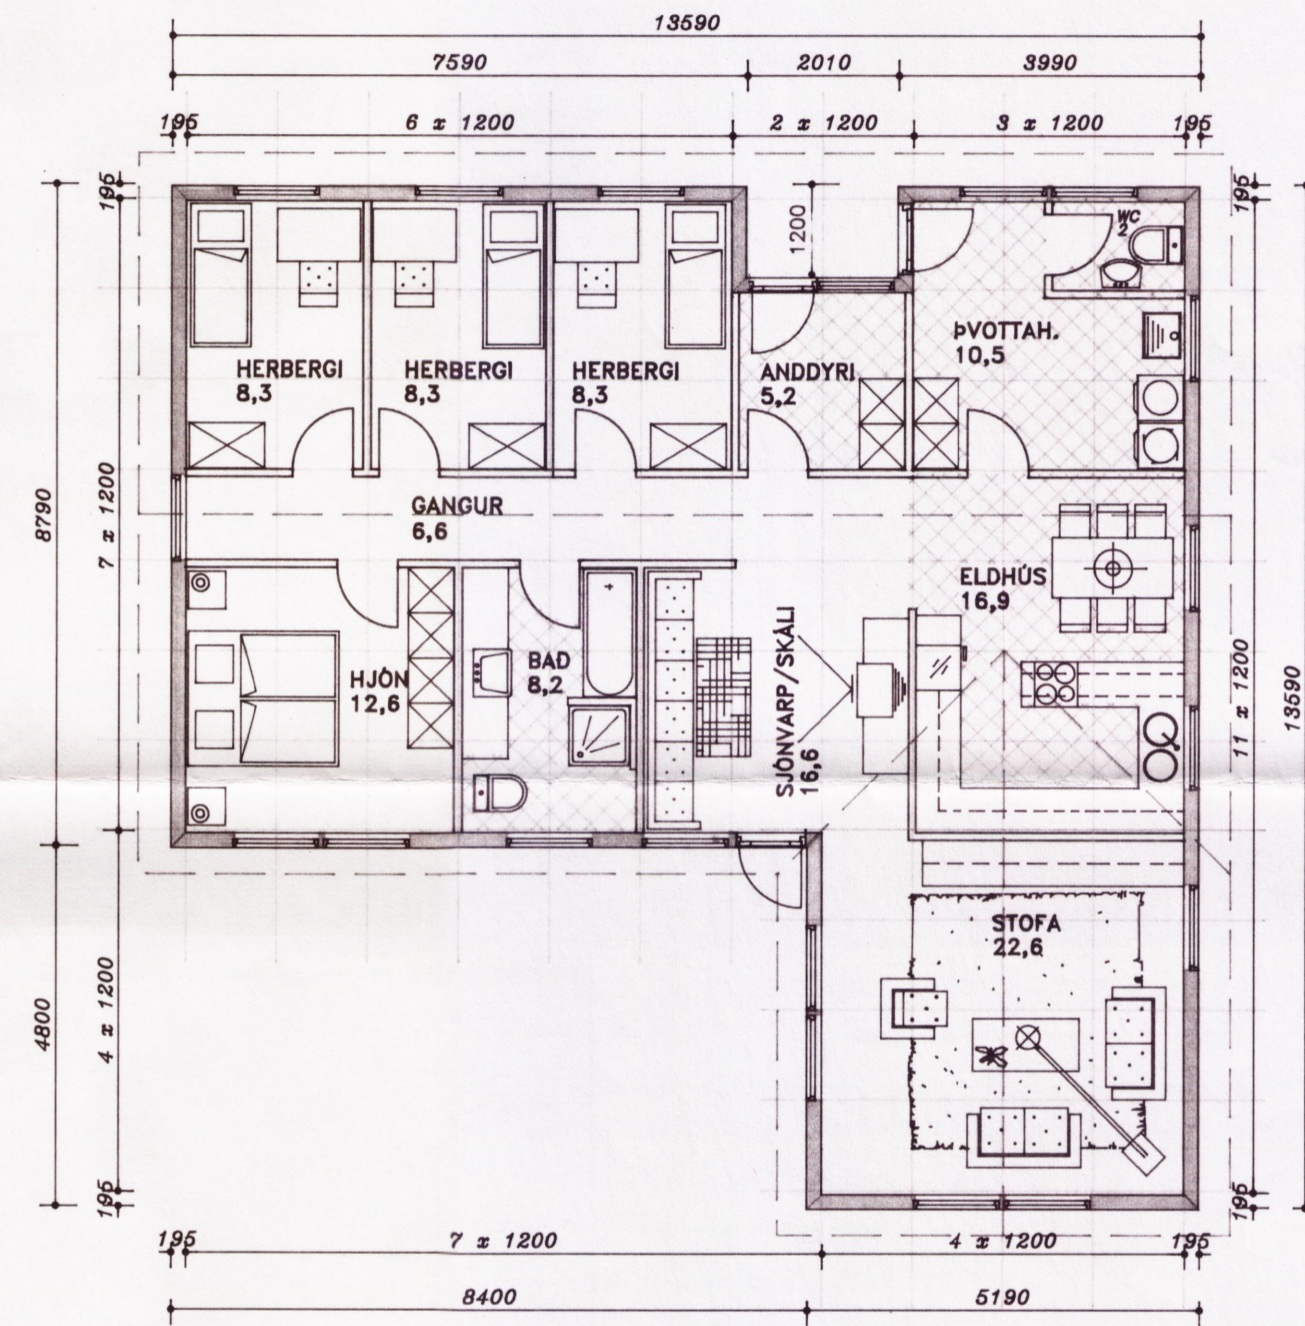 13590
7590 2010 3990
195 6 x 1200 2 x 1200 3 x 1200 195
195
195
1200
WC
2
ÞVOTTAH.
10,5
HERBERGI
8,3
HERBERGI
8,3
HERBERGI
8,3
ANDDYRI
5,2
8790
7 x 1200
GANGUR
6,6
ELDHÚS
16,9
HJÓN
12,6
BAD
8,2
SJÓNVARP/SKÁLI
16,6
11 x 1200
13590
STOFA
22,6
4800
4 x 1200
195
195
195 7 x 1200 4 x 1200 195
8400 5190